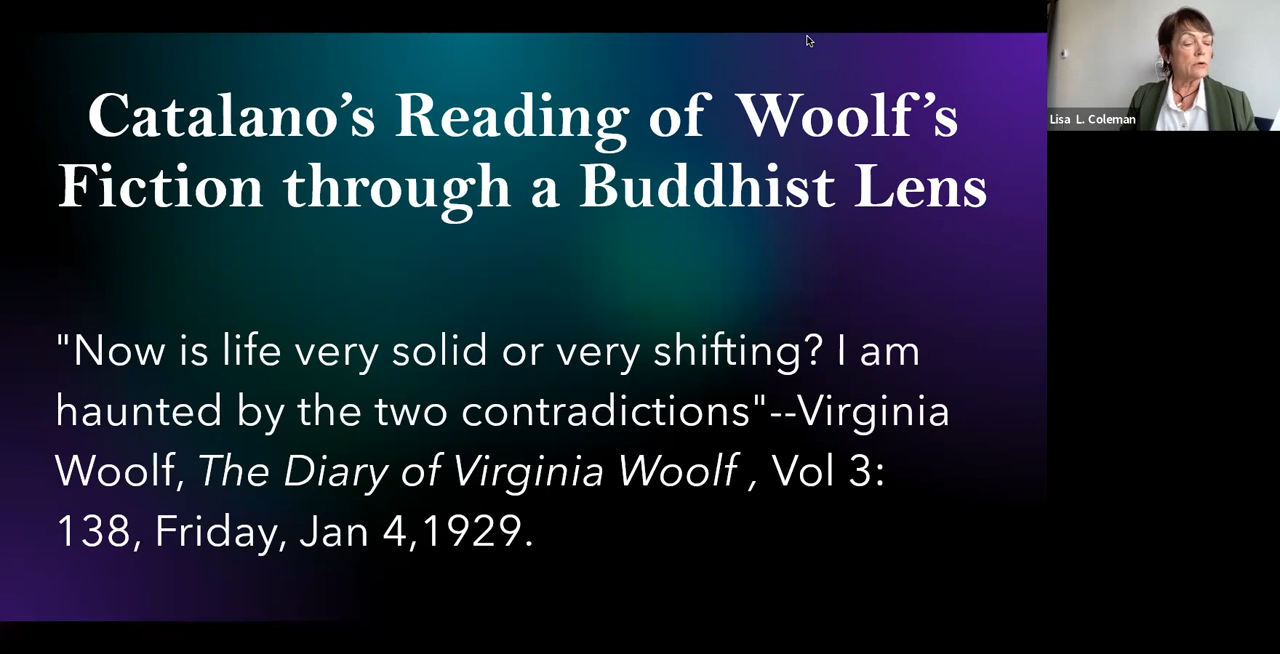 Catalano’s Reading of Woolf’s
Fiction through a Buddhist Lens
"Now is life very solid or very shifting? I am
haunted by the two contradictions"--Virginia
Woolf, The Diary of Virginia Woolf , Vol 3:
138, Friday, Jan 4,1929.
Lisa L. Coleman